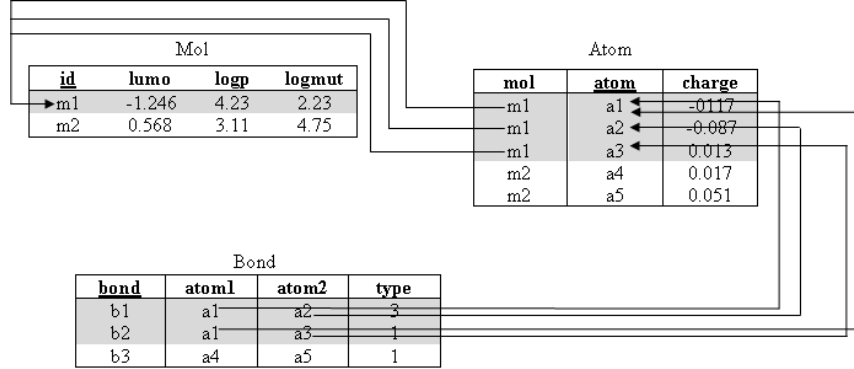 Mol
id lumo logp logmut
m1 -1.246 4.23 2.23
m2 0.568 3.11 4.75
Atom
mol atom charge
m1 a1 -0117
m1 a2 -0.087
m1 a3 0.013
m2 a4 0.017
m2 a5 0.051
Bond
bond atom1 atom2 type
b1 a1 a2 3
b2 a1 a3 1
b3 a4 a5 1